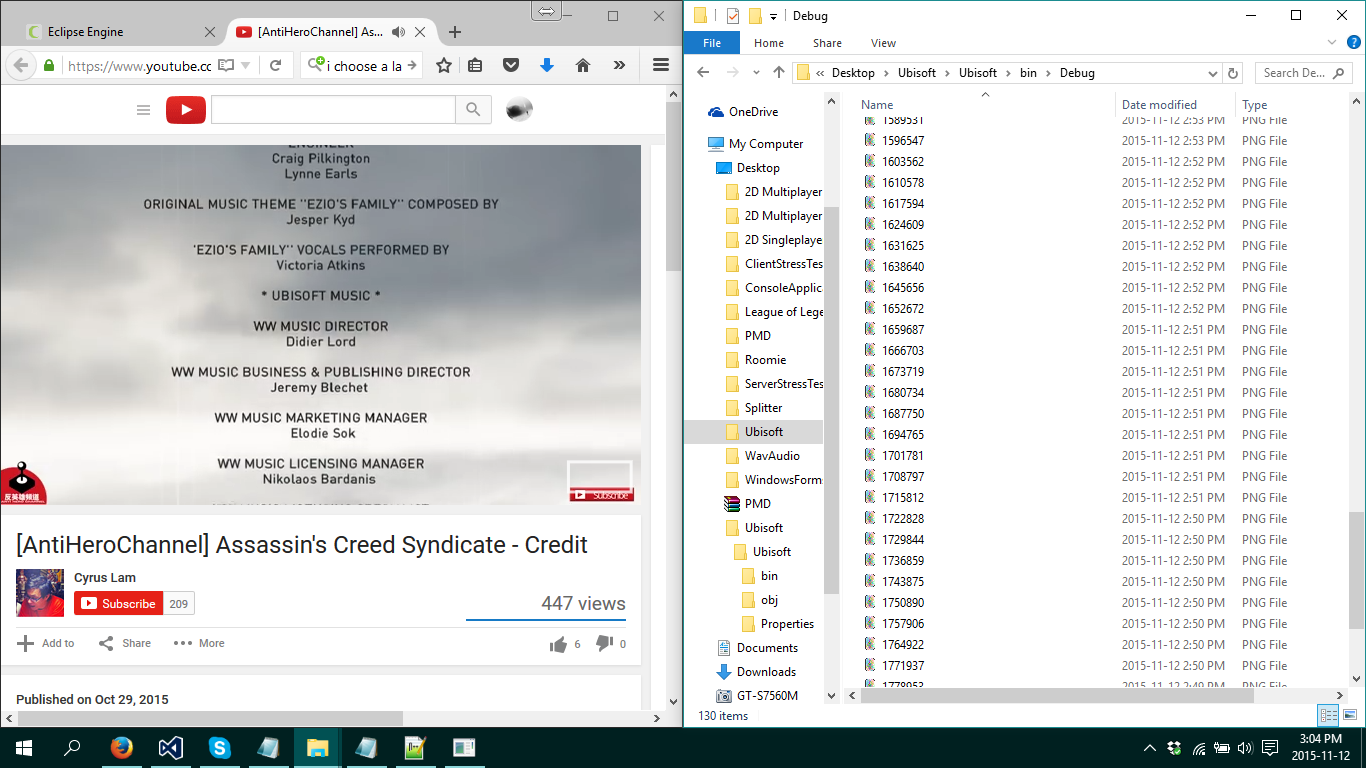 Eclipse Engine
[AntiHeroChannel] As...
https://www.youtube.cc
i choose a la
ENGINEER
Craig Pilkington
Lynne Earls
ORIGINAL MUSIC THEME "EZIO'S FAMILY" COMPOSED BY
Jesper Kyd
'EZIO'S FAMILY'' VOCALS PERFORMED BY
Victoria Atkins
* UBISOFT MUSIC *
WW MUSIC DIRECTOR
Didier Lord
WW MUSIC BUSINESS & PUBLISHING DIRECTOR
Jeremy Blechet
WW MUSIC MARKETING MANAGER
Elodie Sok
WW MUSIC LICENSING MANAGER
Nikolaos Bardanis
反英雄頻道
Subscribe
[AntiHeroChannel] Assassin's Creed Syndicate - Credit
Cyrus Lam
Subscribe 209
447 views
Add to Share More 6 0
Published on Oct 29, 2015
Debug
File Home Share View
« Desktop Ubisoft Ubisoft bin Debug
Search De...
OneDrive
My Computer
Desktop
2D Multiplayer
2D Multiplayer
2D Singleplaye
ClientStressTes
ConsoleApplic
League of Lege
PMD
Roomie
ServerStressTes
Splitter
Ubisoft
WavAudio
WindowsForm
PMD
Ubisoft
Ubisoft
bin
obj
Properties
Documents
Downloads
GT-S7560M
Name Date modified Type
1589531 2015-11-12 2:53 PM PNG File
1596547 2015-11-12 2:53 PM PNG File
1603562 2015-11-12 2:52 PM PNG File
1610578 2015-11-12 2:52 PM PNG File
1617594 2015-11-12 2:52 PM PNG File
1624609 2015-11-12 2:52 PM PNG File
1631625 2015-11-12 2:52 PM PNG File
1638640 2015-11-12 2:52 PM PNG File
1645656 2015-11-12 2:52 PM PNG File
1652672 2015-11-12 2:52 PM PNG File
1659687 2015-11-12 2:51 PM PNG File
1666703 2015-11-12 2:51 PM PNG File
1673719 2015-11-12 2:51 PM PNG File
1680734 2015-11-12 2:51 PM PNG File
1687750 2015-11-12 2:51 PM PNG File
1694765 2015-11-12 2:51 PM PNG File
1701781 2015-11-12 2:51 PM PNG File
1708797 2015-11-12 2:51 PM PNG File
1715812 2015-11-12 2:51 PM PNG File
1722828 2015-11-12 2:50 PM PNG File
1729844 2015-11-12 2:50 PM PNG File
1736859 2015-11-12 2:50 PM PNG File
1743875 2015-11-12 2:50 PM PNG File
1750890 2015-11-12 2:50 PM PNG File
1757906 2015-11-12 2:50 PM PNG File
1764922 2015-11-12 2:50 PM PNG File
1771937 2015-11-12 2:50 PM PNG File
1778953 2015-11-12 2:49 PM PNG File
130 items
3:04 PM
2015-11-12